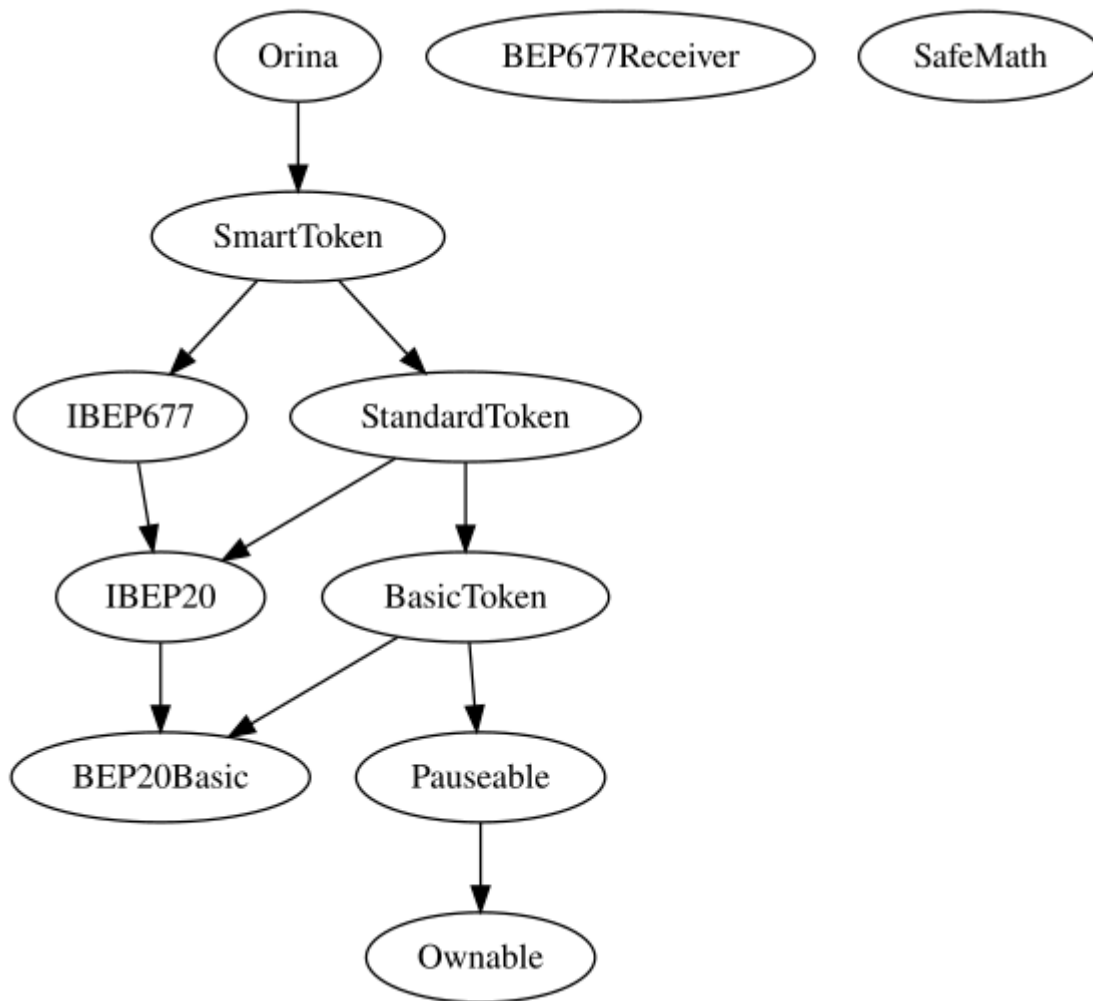 Orina
BEP677Receiver
SafeMath
SmartToken
IBEP677
StandardToken
IBEP20
BasicToken
BEP20Basic
Pauseable
Ownable